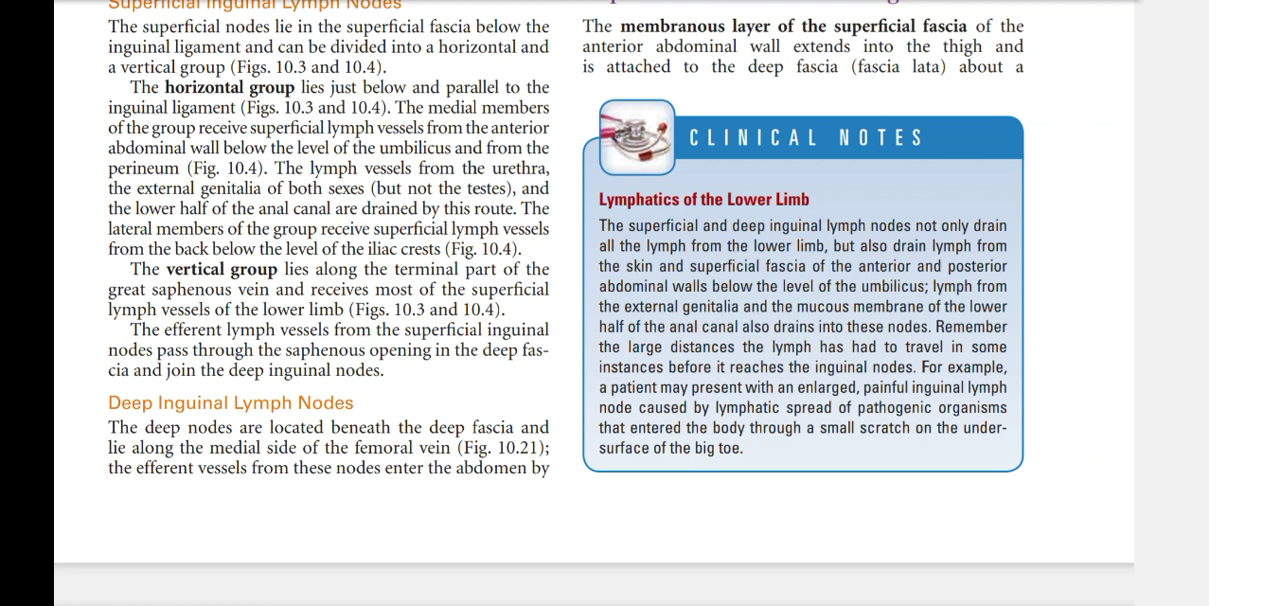 Superficial Inguinal Lymph Nodes
The superficial nodes lie in the superficial fascia below the
inguinal ligament and can be divided into a horizontal and
a vertical group (Figs. 10.3 and 10.4).
The horizontal group lies just below and parallel to the
inguinal ligament (Figs. 10.3 and 10.4). The medial members
of the group receive superficial lymph vessels from the anterior
abdominal wall below the level of the umbilicus and from the
perineum (Fig. 10.4). The lymph vessels from the urethra,
the external genitalia of both sexes (but not the testes), and
the lower half of the anal canal are drained by this route. The
lateral members of the group receive superficial lymph vessels
from the back below the level of the iliac crests (Fig. 10.4).
The vertical group lies along the terminal part of the
great saphenous vein and receives most of the superficial
lymph vessels of the lower limb (Figs. 10.3 and 10.4).
The efferent lymph vessels from the superficial inguinal
nodes pass through the saphenous opening in the deep fas-
cia and join the deep inguinal nodes.
Deep Inguinal Lymph Nodes
The deep nodes are located beneath the deep fascia and
lie along the medial side of the femoral vein (Fig. 10.21);
the efferent vessels from these nodes enter the abdomen by
The membranous layer of the superficial fascia of the
anterior abdominal wall extends into the thigh and
is attached to the deep fascia (fascia lata) about a
CLINICAL NOTES
Lymphatics of the Lower Limb
The superficial and deep inguinal lymph nodes not only drain
all the lymph from the lower limb, but also drain lymph from
the skin and superficial fascia of the anterior and posterior
abdominal walls below the level of the umbilicus; lymph from
the external genitalia and the mucous membrane of the lower
half of the anal canal also drains into these nodes. Remember
the large distances the lymph has had to travel in some
instances before it reaches the inguinal nodes. For example,
a patient may present with an enlarged, painful inguinal lymph
node caused by lymphatic spread of pathogenic organisms
that entered the body through a small scratch on the under-
surface of the big toe.